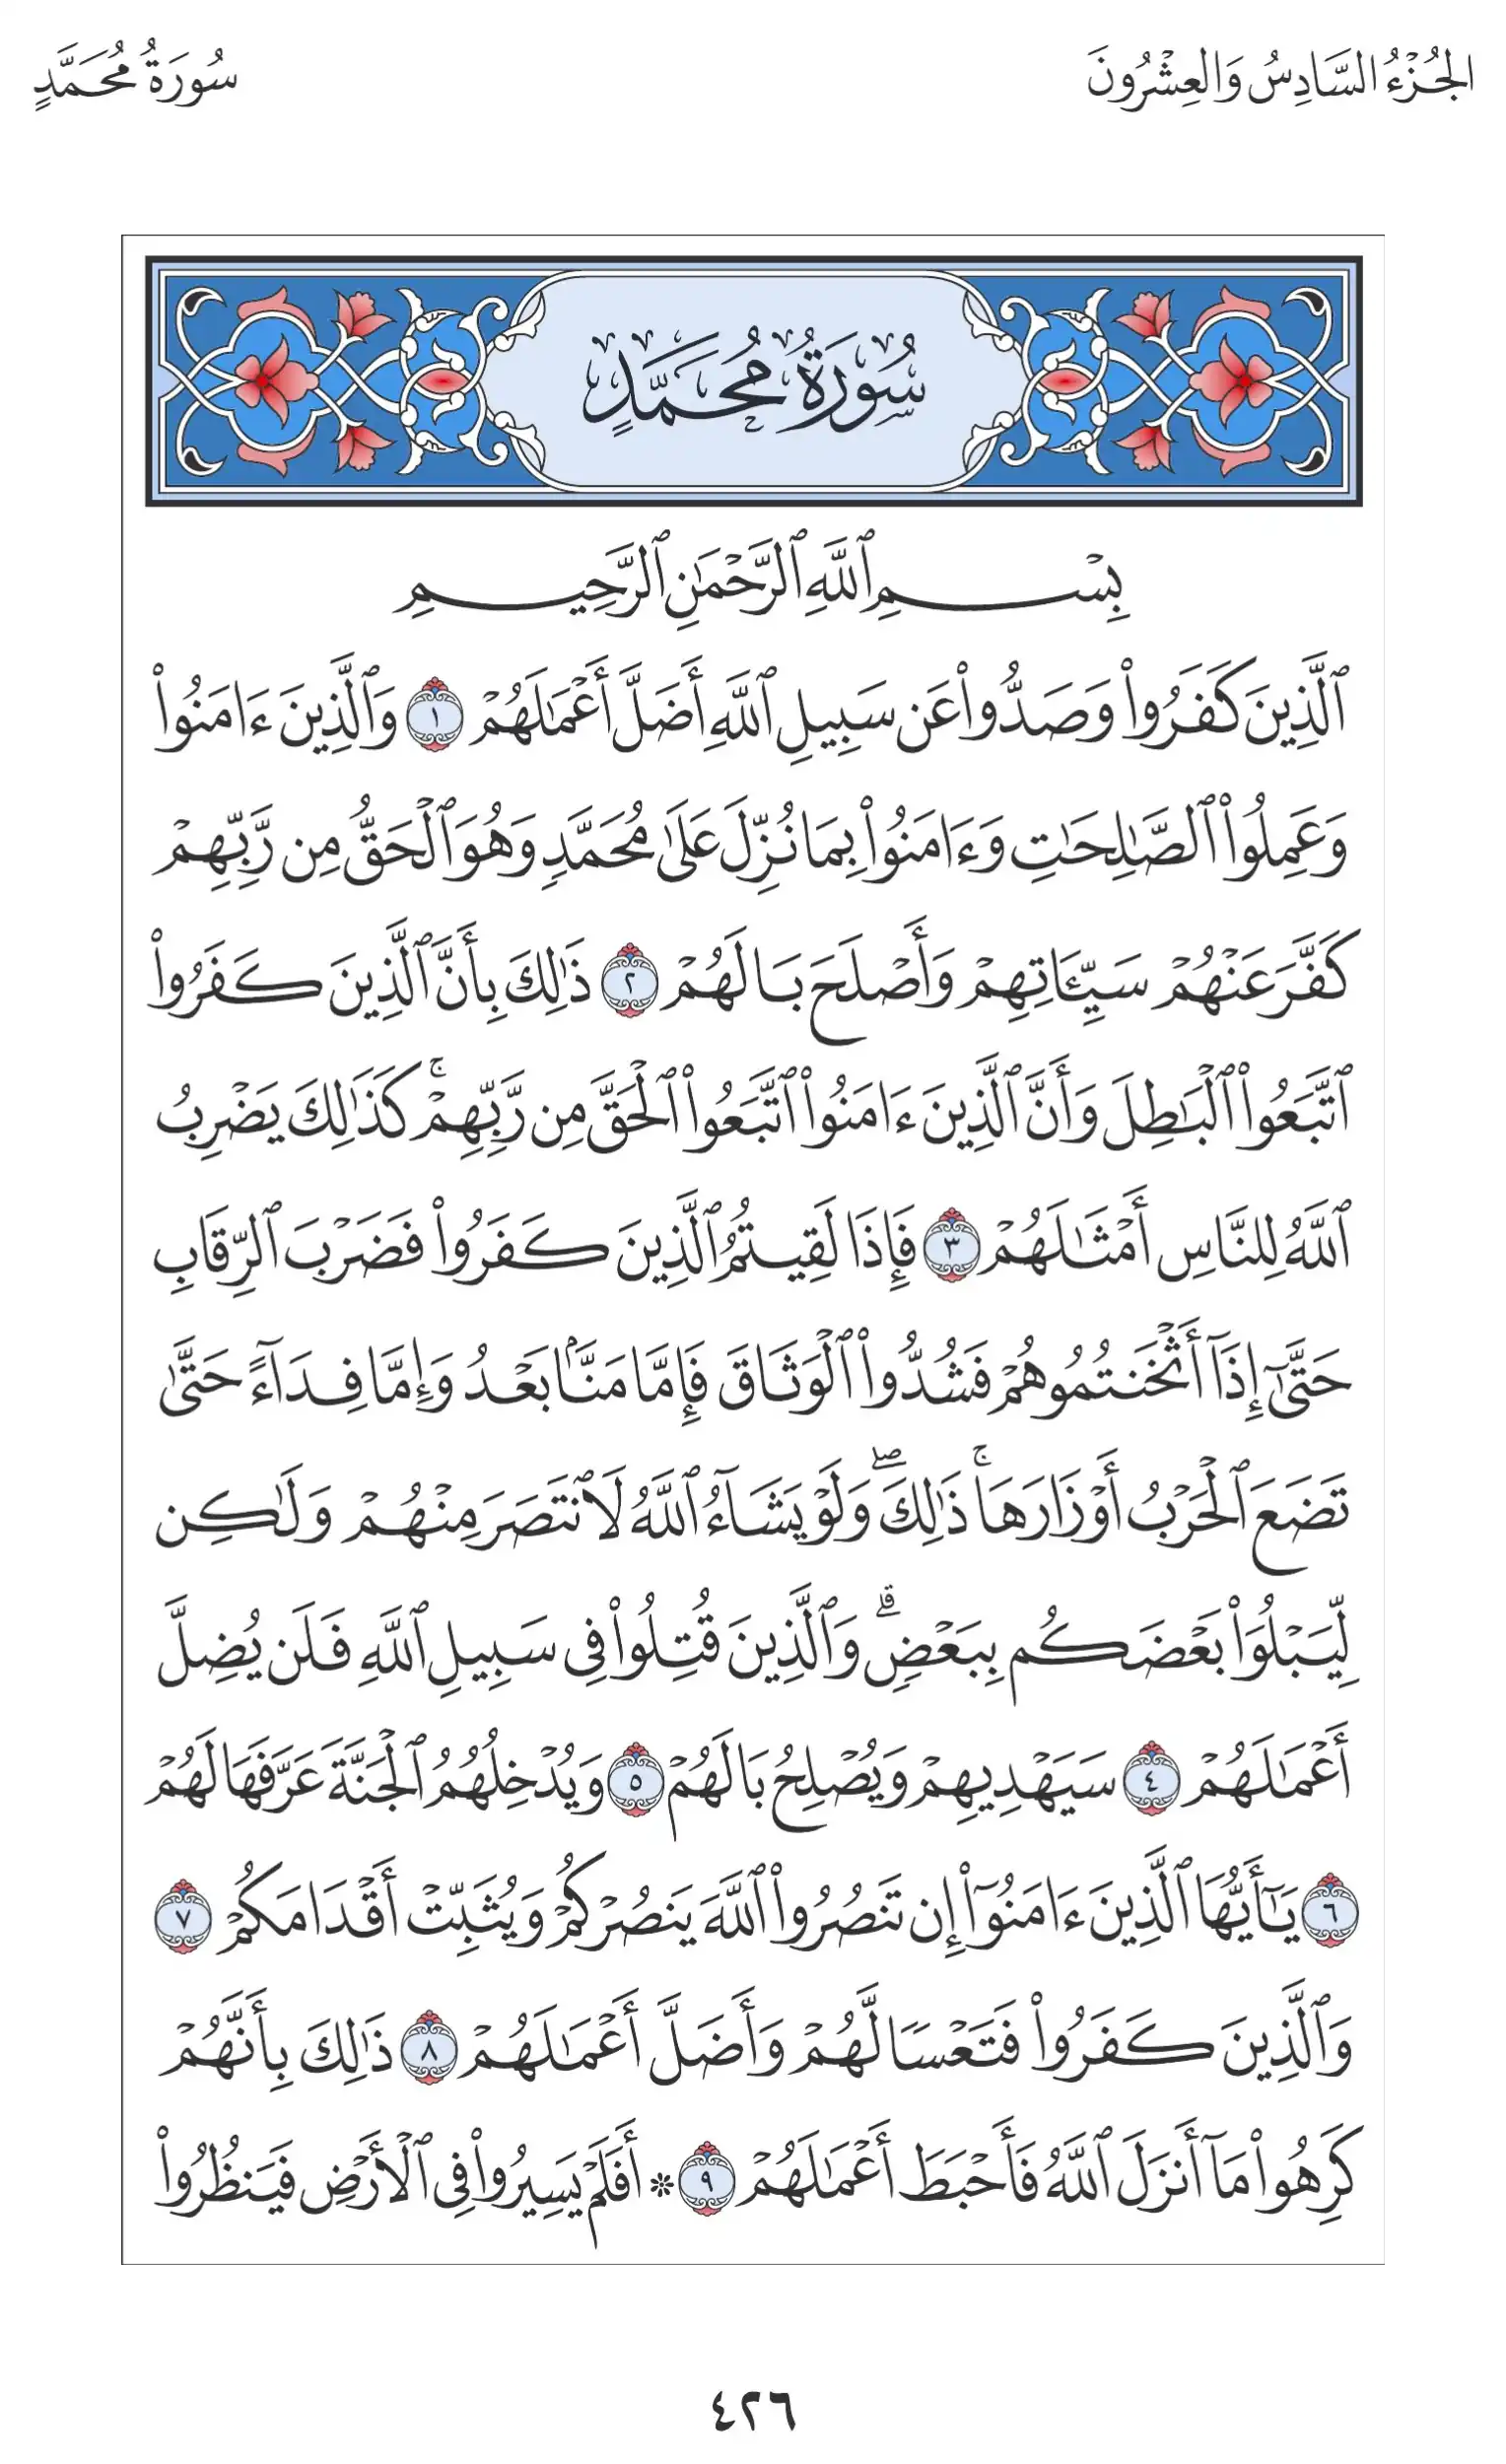 الجُزْءُ السَّادِسُ وَالعِشْرُونَ
سُورَةُ مُحَمَّدٍ
سُورَةُ مُحَمَّدٍ
بِسْمِ ٱللَّهِ ٱلرَّحْمَٰنِ ٱلرَّحِيمِ
ٱلَّذِينَ كَفَرُوا۟ وَصَدُّوا۟ عَن سَبِيلِ ٱللَّهِ أَضَلَّ أَعْمَٰلَهُمْ ١ وَٱلَّذِينَ ءَامَنُوا۟
وَعَمِلُوا۟ ٱلصَّٰلِحَٰتِ وَءَامَنُوا۟ بِمَا نُزِّلَ عَلَىٰ مُحَمَّدٍ وَهُوَ ٱلْحَقُّ مِن رَّبِّهِمْ
كَفَّرَ عَنْهُمْ سَيِّـَٔاتِهِمْ وَأَصْلَحَ بَالَهُمْ ٢ ذَٰلِكَ بِأَنَّ ٱلَّذِينَ كَفَرُوا۟
ٱتَّبَعُوا۟ ٱلْبَٰطِلَ وَأَنَّ ٱلَّذِينَ ءَامَنُوا۟ ٱتَّبَعُوا۟ ٱلْحَقَّ مِن رَّبِّهِمْ ۚ كَذَٰلِكَ يَضْرِبُ
ٱللَّهُ لِلنَّاسِ أَمْثَٰلَهُمْ ٣ فَإِذَا لَقِيتُمُ ٱلَّذِينَ كَفَرُوا۟ فَضَرْبَ ٱلرِّقَابِ
حَتَّىٰٓ إِذَآ أَثْخَنتُمُوهُمْ فَشُدُّوا۟ ٱلْوَثَاقَ فَإِمَّا مَنًّۢا بَعْدُ وَإِمَّا فِدَآءً حَتَّىٰ
تَضَعَ ٱلْحَرْبُ أَوْزَارَهَا ۚ ذَٰلِكَ ۖ وَلَوْ يَشَآءُ ٱللَّهُ لَٱنتَصَرَ مِنْهُمْ وَلَٰكِن
لِّيَبْلُوَا۟ بَعْضَكُم بِبَعْضٍ ۗ وَٱلَّذِينَ قُتِلُوا۟ فِى سَبِيلِ ٱللَّهِ فَلَن يُضِلَّ
أَعْمَٰلَهُمْ ٤ سَيَهْدِيهِمْ وَيُصْلِحُ بَالَهُمْ ٥ وَيُدْخِلُهُمُ ٱلْجَنَّةَ عَرَّفَهَا لَهُمْ
٦ يَٰٓأَيُّهَا ٱلَّذِينَ ءَامَنُوٓا۟ إِن تَنصُرُوا۟ ٱللَّهَ يَنصُرْكُمْ وَيُثَبِّتْ أَقْدَامَكُمْ ٧
وَٱلَّذِينَ كَفَرُوا۟ فَتَعْسًا لَّهُمْ وَأَضَلَّ أَعْمَٰلَهُمْ ٨ ذَٰلِكَ بِأَنَّهُمْ
كَرِهُوا۟ مَآ أَنزَلَ ٱللَّهُ فَأَحْبَطَ أَعْمَٰلَهُمْ ٩ * أَفَلَمْ يَسِيرُوا۟ فِى ٱلْأَرْضِ فَيَنظُرُوا۟
٤٢٦